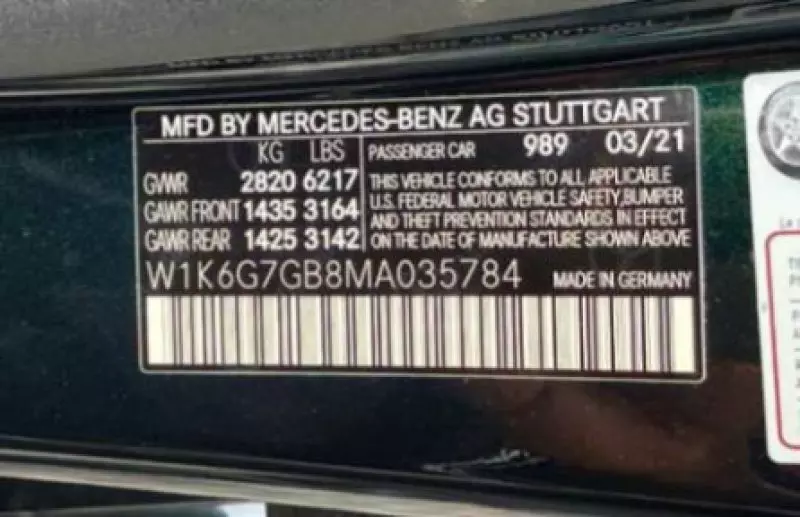 MFD BY MERCEDES-BENZ AG STUTTGART
KG LBS
GVWR 2820 6217
GAWR FRONT 1435 3164
GAWR REAR 1425 3142
PASSENGER CAR 989 03/21
THIS VEHICLE CONFORMS TO ALL APPLICABLE
U.S. FEDERAL MOTOR VEHICLE SAFETY,BUMPER
AND THEFT PREVENTION STANDARDS IN EFFECT
ON THE DATE OF MANUFACTURE SHOWN ABOVE
W1K6G7GB8MA035784 MADE IN GERMANY